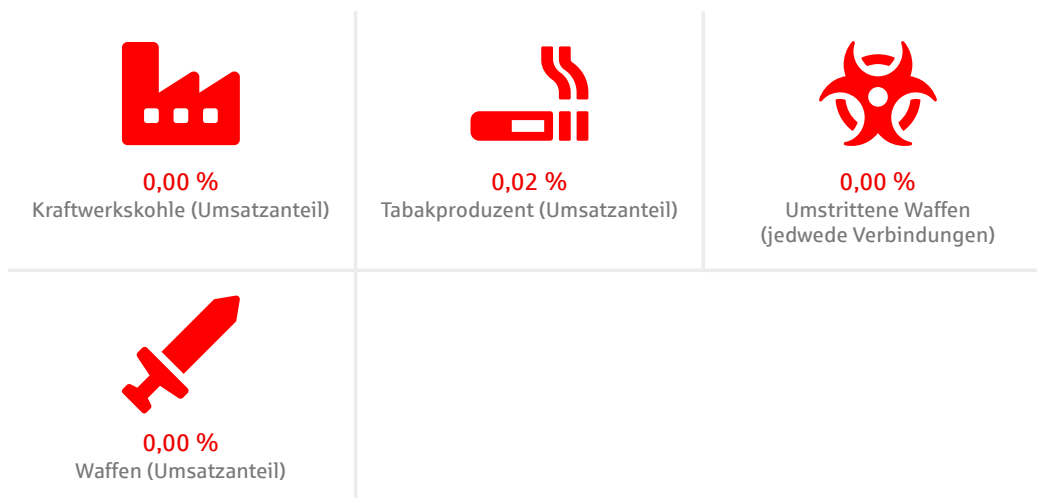 0,00 %
Kraftwerkskohle (Umsatzanteil)
0,02 %
Tabakproduzent (Umsatzanteil)
0,00 %
Umstrittene Waffen
(jedwede Verbindungen)
0,00 %
Waffen (Umsatzanteil)